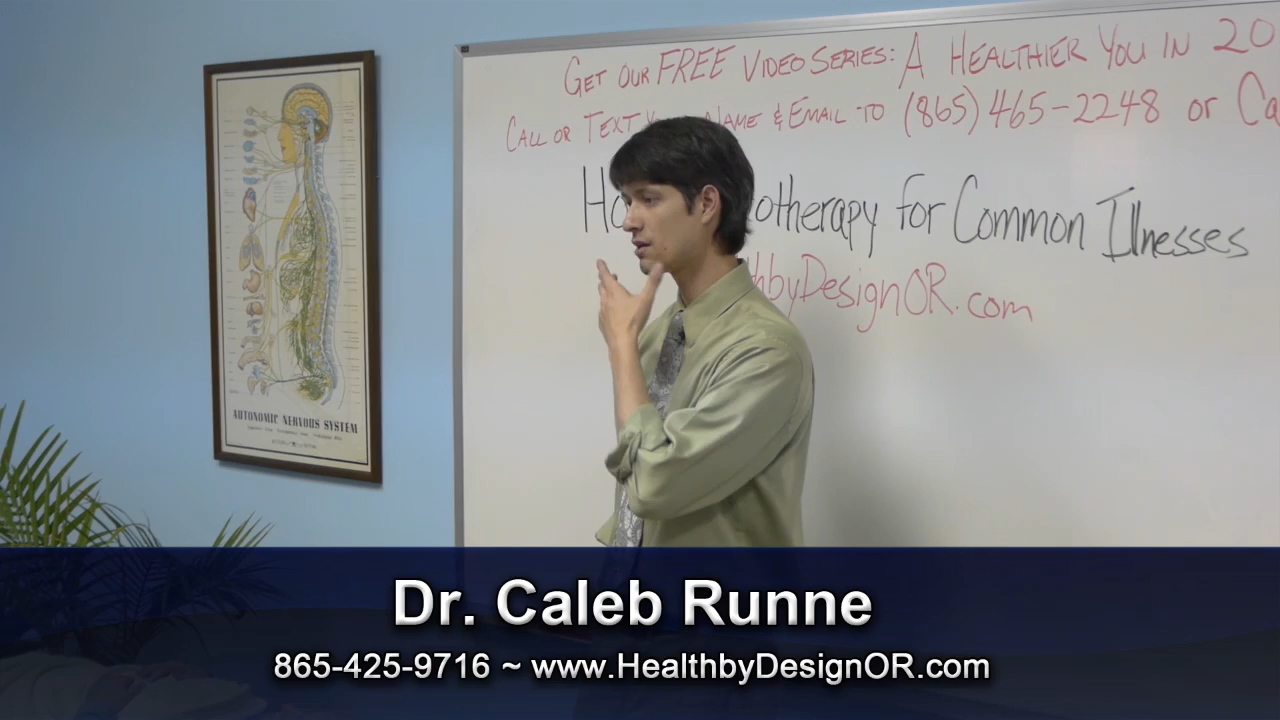 GET OUR FREE VIDEO SERIES: A HEALTHIER YOU IN 20
CALL OR TEXT NAME & EMAIL TO (865) 465-2248 or Ca
Ho otherapy for Common Illnesses
hbyDesignOR.com
AUTONOMIC NERVOUS SYSTEM
Dr. Caleb Runne
865-425-9716 ~ www.HealthbyDesignOR.com